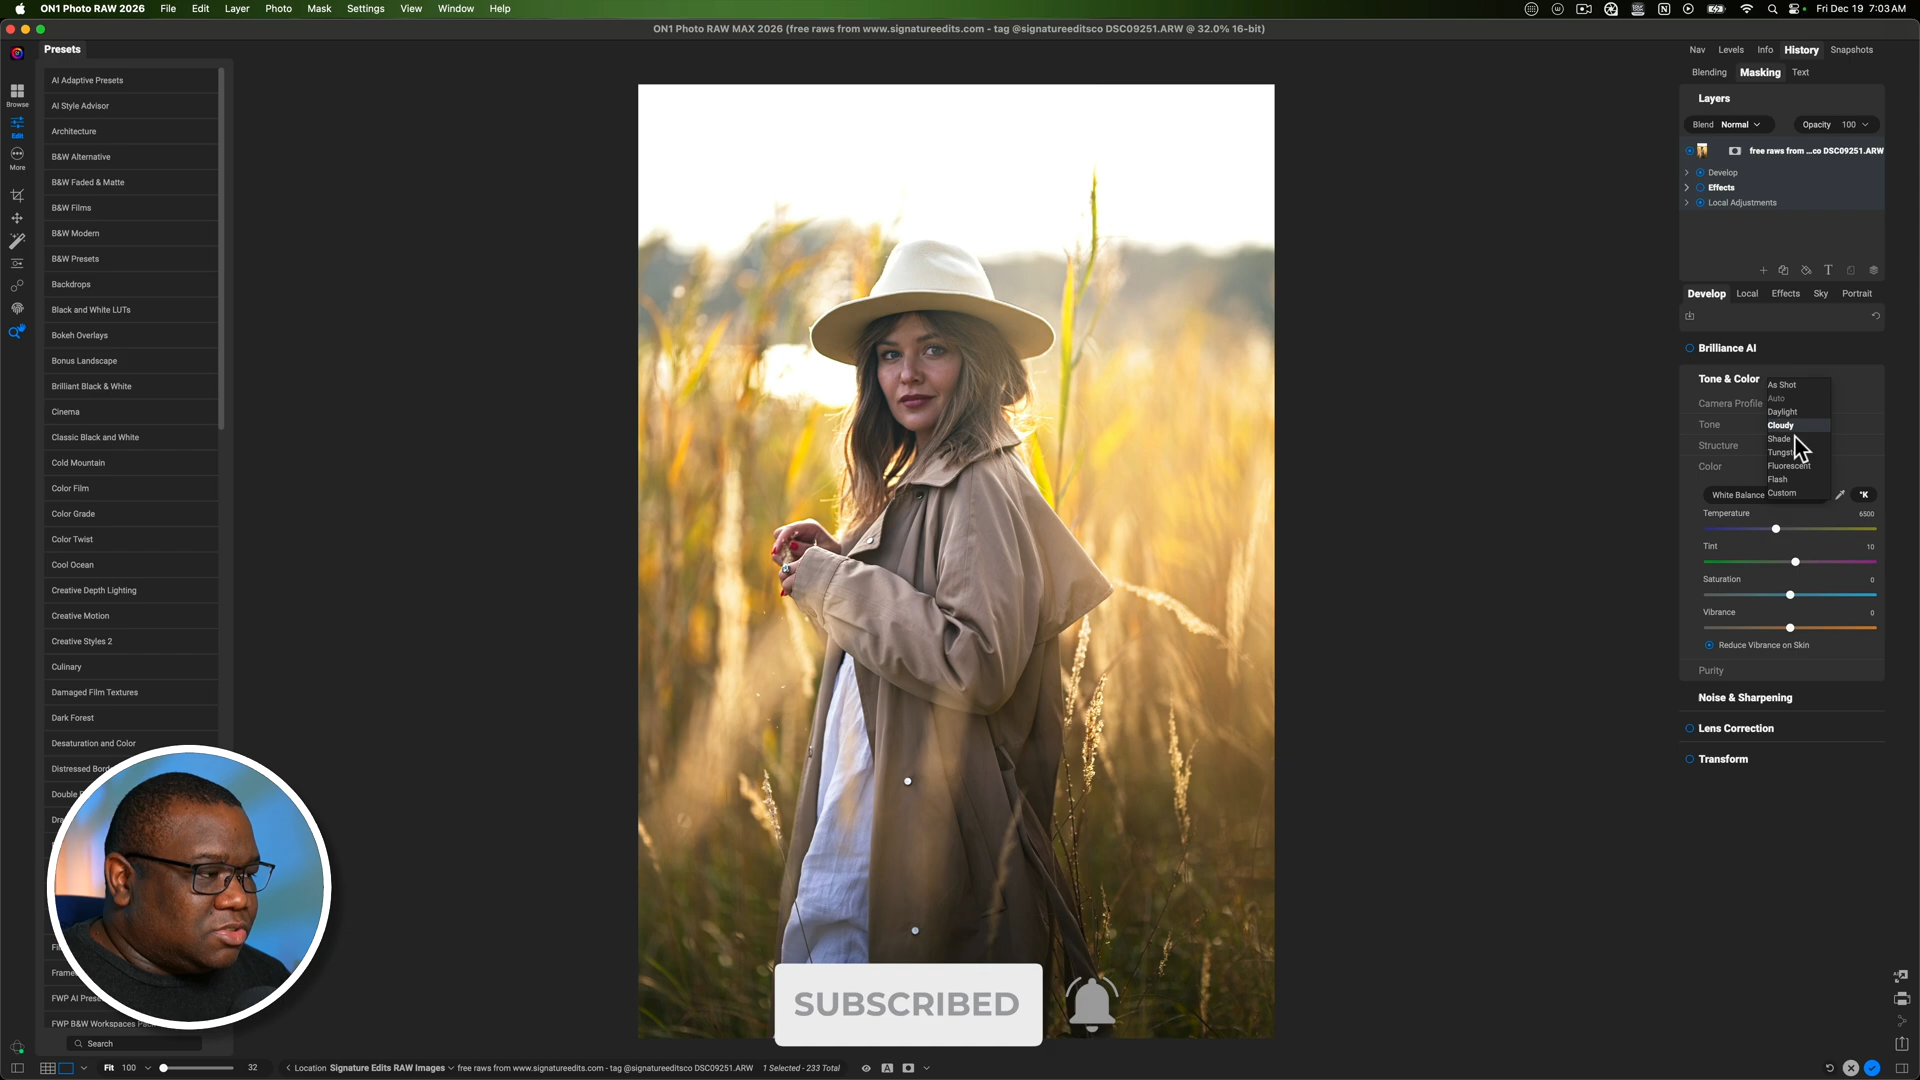 ON1 Photo RAW 2026 File Edit Layer Photo Mask Settings View Window Help Fri Dec 19 7:03 AM
ON1 Photo RAW MAX 2026 (free raws from www.signatureedits.com - tag @signatureeditsco DSC09251.ARW @ 32.0% 16-bit)
Presets
AI Adaptive Presets
AI Style Advisor
Architecture
B&W Alternative
B&W Faded & Matte
B&W Films
B&W Modern
B&W Presets
Backdrops
Black and White LUTs
Bokeh Overlays
Bonus Landscape
Brilliant Black & White
Cinema
Classic Black and White
Cold Mountain
Color Film
Color Grade
Color Twist
Cool Ocean
Creative Depth Lighting
Creative Motion
Creative Styles 2
Culinary
Damaged Film Textures
Dark Forest
Desaturation and Color
Distressed Bord
Double
Dra
Frame
FWP AI Prese
FWP B&W Workspaces Pack
Search
Browse
Edit
More
Nav Levels Info History Snapshots
Blending Masking Text
Layers
Blend Normal Opacity 100
free raws from ...co DSC09251.ARW
Develop
Effects
Local Adjustments
Develop Local Effects Sky Portrait
Brilliance AI
Tone & Color
Camera Profile
Tone
Structure
Color
As Shot
Auto
Daylight
Cloudy
Shade
Tungst
Fluorescent
Flash
Custom
White Balance °K
Temperature 6500
Tint 10
Saturation 0
Vibrance 0
Reduce Vibrance on Skin
Purity
Noise & Sharpening
Lens Correction
Transform
SUBSCRIBED
Fit 100 32 Location Signature Edits RAW Images free raws from www.signatureedits.com - tag @signatureeditsco DSC09251.ARW 1 Selected - 233 Total